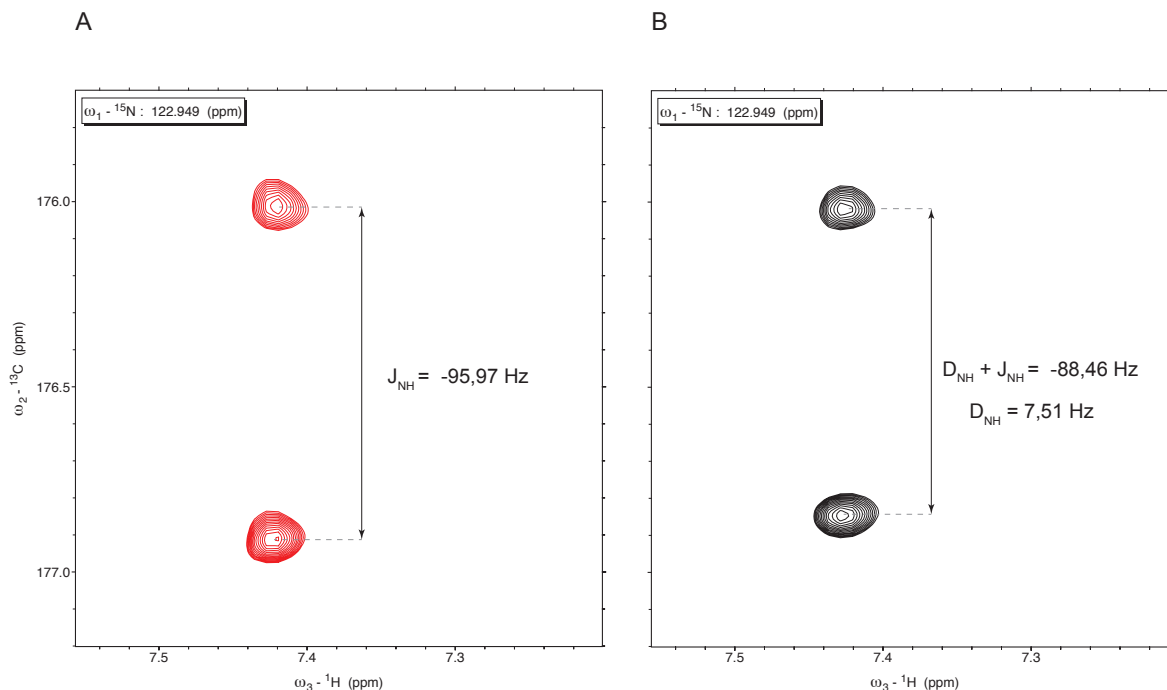 A
B
ω1 - 15N : 122.949 (ppm)
ω1 - 15N : 122.949 (ppm)
176.0
176.5
177.0
ω2 - 13C (ppm)
JNH = -95,97 Hz
DNH + JNH = -88,46 Hz
DNH = 7,51 Hz
7.5
7.4
7.3
7.5
7.4
7.3
ω3 - 1H (ppm)
ω3 - 1H (ppm)